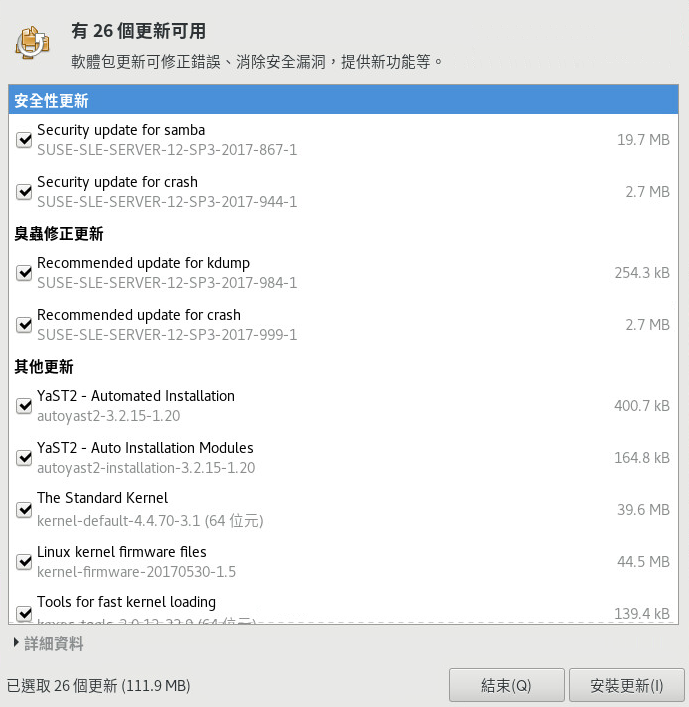 有 26 個更新可用
軟體包更新可修正錯誤、消除安全漏洞，提供新功能等。
安全性更新
Security update for samba
SUSE-SLE-SERVER-12-SP3-2017-867-1
19.7 MB
Security update for crash
SUSE-SLE-SERVER-12-SP3-2017-944-1
2.7 MB
臭蟲修正更新
Recommended update for kdump
SUSE-SLE-SERVER-12-SP3-2017-984-1
254.3 kB
Recommended update for crash
SUSE-SLE-SERVER-12-SP3-2017-999-1
2.7 MB
其他更新
YaST2 - Automated Installation
autoyast2-3.2.15-1.20
400.7 kB
YaST2 - Auto Installation Modules
autoyast2-installation-3.2.15-1.20
164.8 kB
The Standard Kernel
kernel-default-4.4.70-3.1 (64 位元)
39.6 MB
Linux kernel firmware files
kernel-firmware-20170530-1.5
44.5 MB
Tools for fast kernel loading
139.4 kB
詳細資料
已選取 26 個更新 (111.9 MB)
結束(Q)
安裝更新(I)